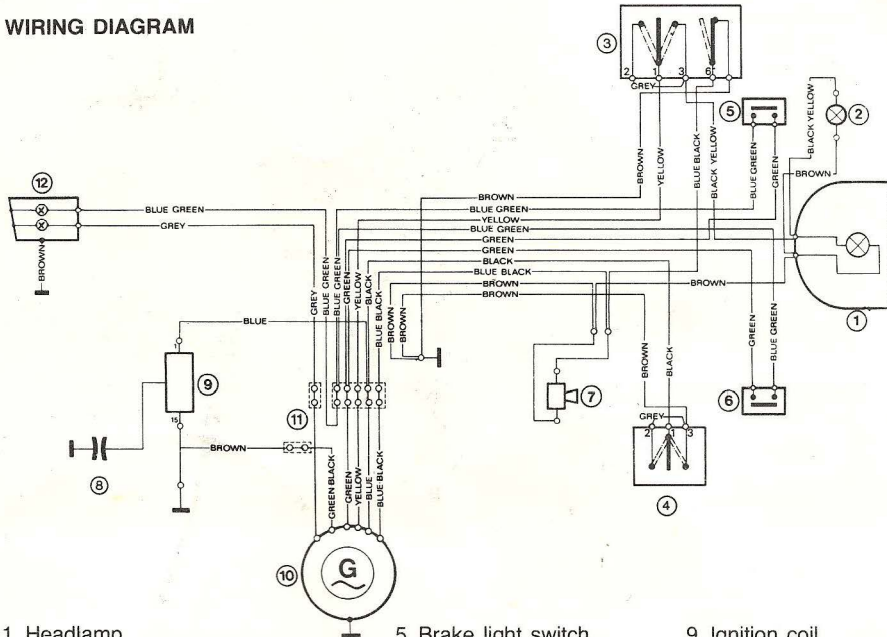 WIRING DIAGRAM
3
2 1 3 6
GREY
5
2
BLACK YELLOW
BROWN
YELLOW
BLUE BLACK
BLACK YELLOW
BLUE GREEN
GREEN
BROWN
12
BROWN
BLUE GREEN
BLUE GREEN
GREY
YELLOW
BLUE GREEN
GREEN
GREEN
BROWN
BLACK
BLUE BLACK
BROWN
BROWN
BROWN
1
GREY
BLUE GREEN
BLUE GREEN
GREEN
YELLOW
BLACK
BLUE BLACK
BROWN
BROWN
BLUE
1
BROWN
BLACK
GREEN
BLUE GREEN
9
7
6
11
15
GREY
2 1 3
BROWN
8
GREEN BLACK
GREEN
YELLOW
BLUE
BLUE BLACK
4
10
G
1 Headlamp
5 Brake light switch
9 Ignition coil